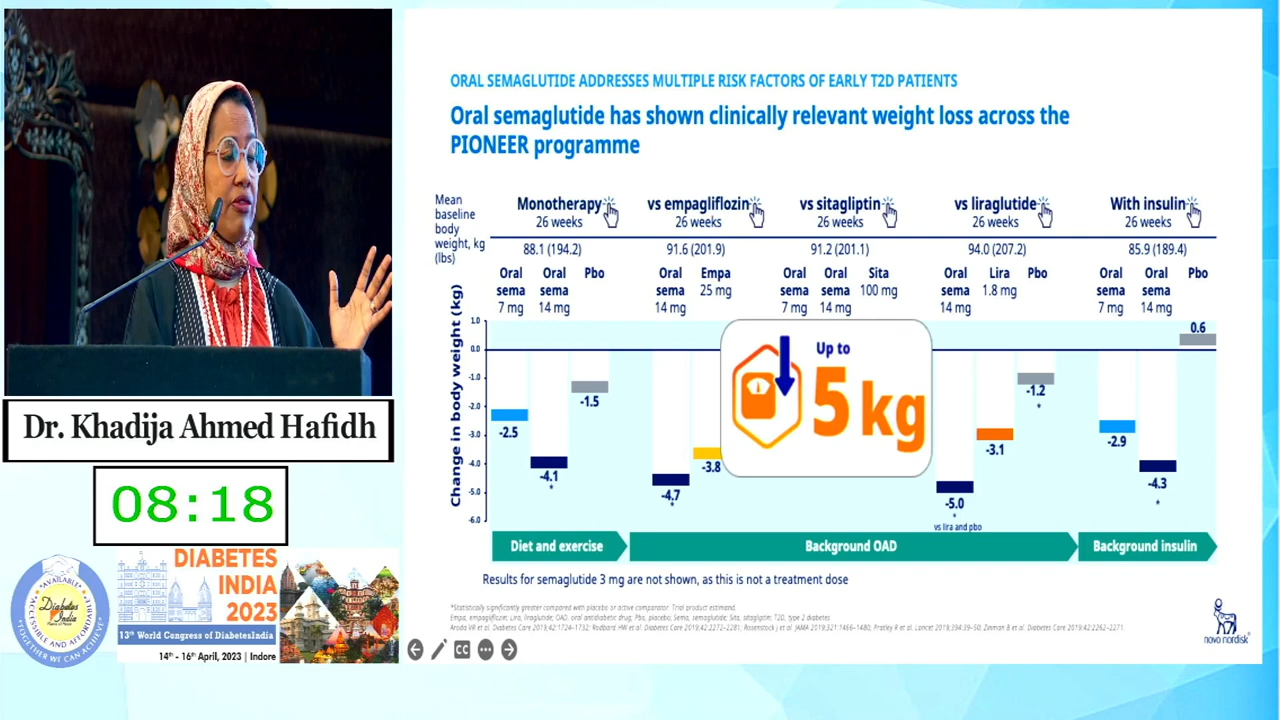 ORAL SEMAGLUTIDE ADDRESSES MULTIPLE RISK FACTORS OF EARLY T2D PATIENTS
Oral semaglutide has shown clinically relevant weight loss across the
PIONEER programme
Mean
baseline
body
weight, kg
(lbs)
Monotherapy
26 weeks
88.1 (194.2)
vs empagliflozin
26 weeks
91.6 (201.9)
vs sitagliptin
26 weeks
91.2 (201.1)
vs liraglutide
26 weeks
94.0 (207.2)
With insulin
26 weeks
85.9 (189.4)
Oral sema 7 mg
Oral sema 14 mg
Pbo
Oral sema 14 mg
Empa 25 mg
Oral sema 7 mg
Oral sema 14 mg
Sita 100 mg
Oral sema 14 mg
Lira 1.8 mg
Pbo
Oral sema 7 mg
Oral sema 14 mg
Pbo
Change in body weight (kg)
1.0
0.0
-1.0
-2.0
-3.0
-4.0
-5.0
-6.0
-2.5
-4.1
*
-1.5
-4.7
*
-3.8
Up to
5 kg
-5.0
*
vs lira and pbo
-3.1
-1.2
*
-2.9
-4.3
*
0.6
Diet and exercise
Background OAD
Background insulin
Results for semaglutide 3 mg are not shown, as this is not a treatment dose
*Statistically significantly greater compared with placebo or active comparator. Trial product estimand.
Empa, empagliflozin; Lira, liraglutide; OAD, oral antidiabetic drug; Pbo, placebo; Sema, semaglutide; Sita, sitagliptin; T2D, type 2 diabetes
Aroda VR et al. Diabetes Care 2019;42:1724–1732; Rodbard HW et al. Diabetes Care 2019;42:2272–2281; Rosenstock J et al. JAMA 2019;321:1466–1480; Pratley R et al. Lancet 2019;394:39–50; Zinman B et al. Diabetes Care 2019;42:2262–2271.
novo nordisk
CC
Dr. Khadija Ahmed Hafidh
08:18
AVAILABLE
ACCESSIBLE AND AFFORDABLE
Diabetes
India
TOGETHER WE CAN ACHIEVE
DIABETES
INDIA
2023
13th World Congress of DiabetesIndia
14th - 16th April, 2023 | Indore